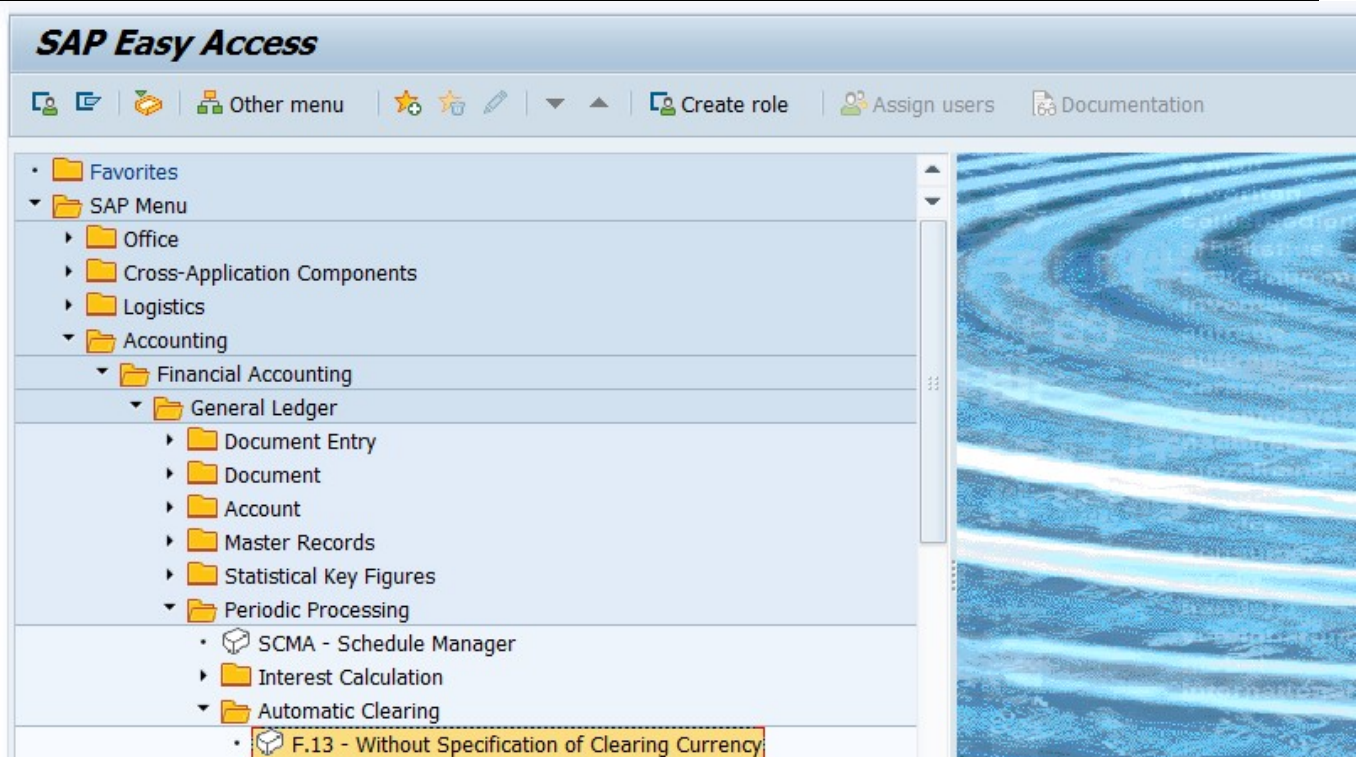 SAP Easy Access
Other menu Create role Assign users Documentation
Favorites
SAP Menu
Office
Cross-Application Components
Logistics
Accounting
Financial Accounting
General Ledger
Document Entry
Document
Account
Master Records
Statistical Key Figures
Periodic Processing
SCMA - Schedule Manager
Interest Calculation
Automatic Clearing
F.13 - Without Specification of Clearing Currency